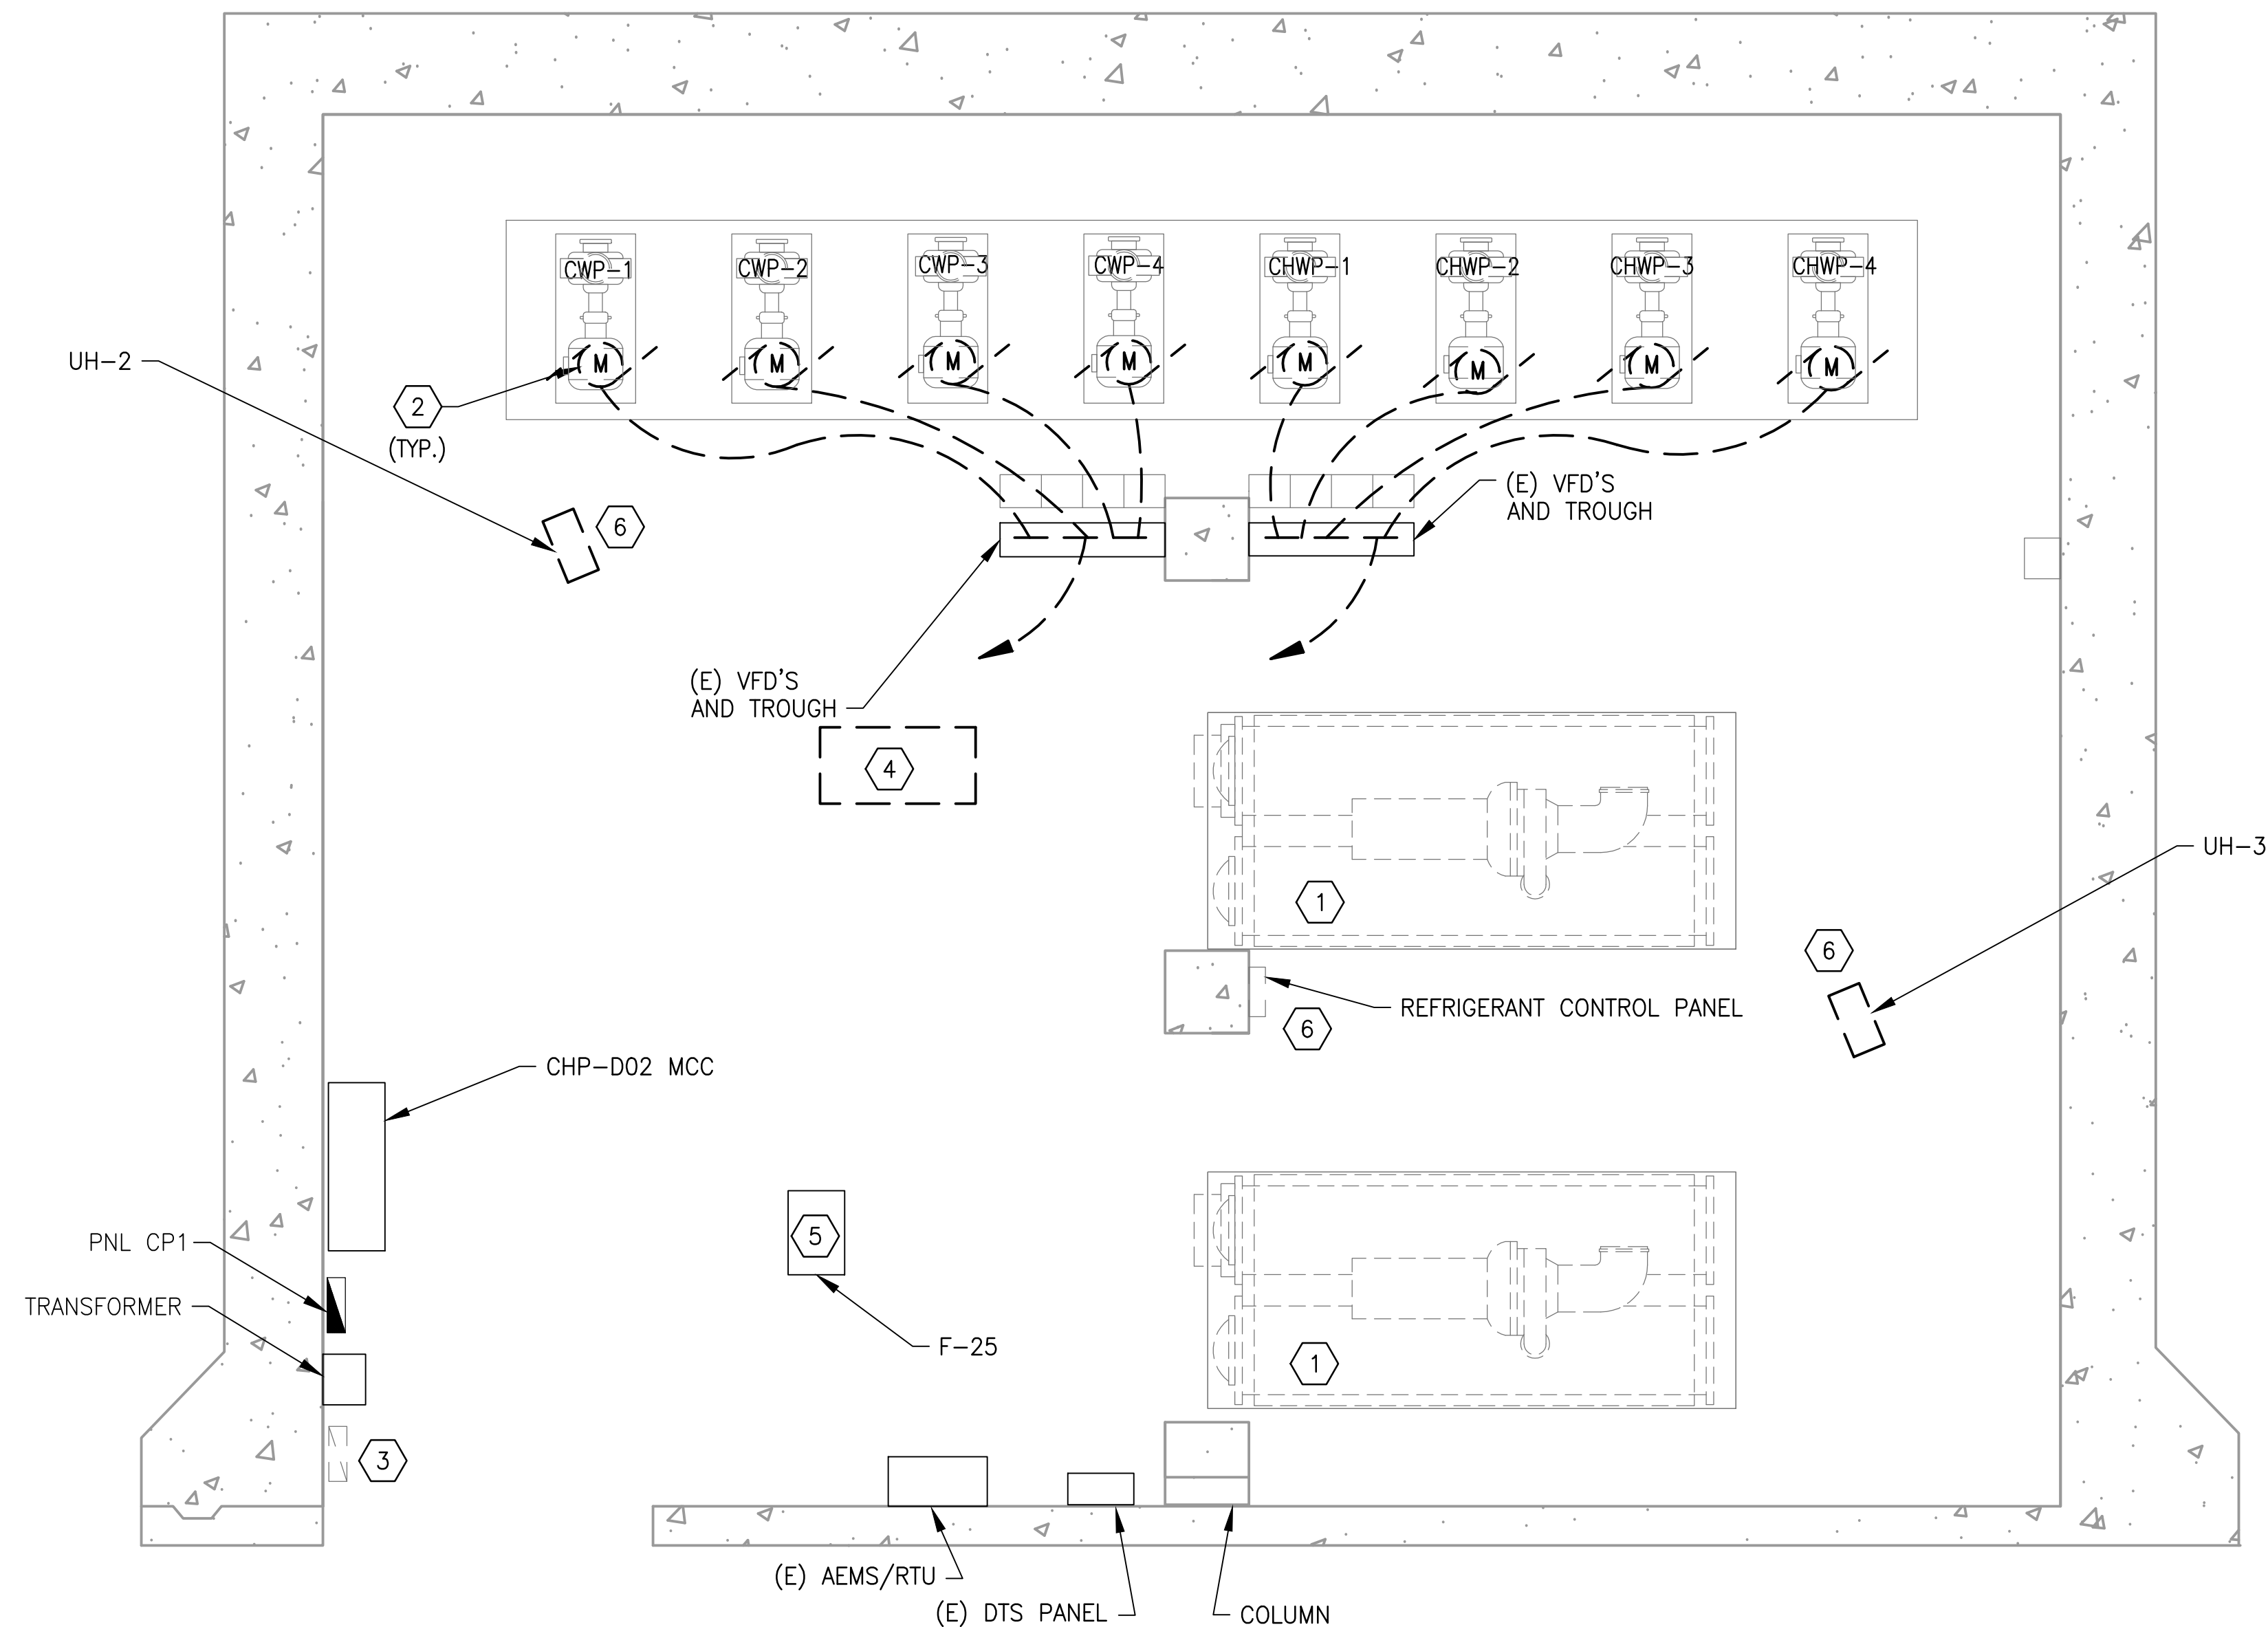 CWP-1
CWP-2
CWP-3
CWP-4
CHWP-1
CHWP-2
CHWP-3
CHWP-4
M
M
M
M
M
M
M
M
UH-2
2
(TYP.)
6
(E) VFD'S
AND TROUGH
(E) VFD'S
AND TROUGH
4
1
UH-3
6
REFRIGERANT CONTROL PANEL
6
CHP-D02 MCC
PNL CP1
5
TRANSFORMER
F-25
1
3
(E) AEMS/RTU
(E) DTS PANEL
COLUMN